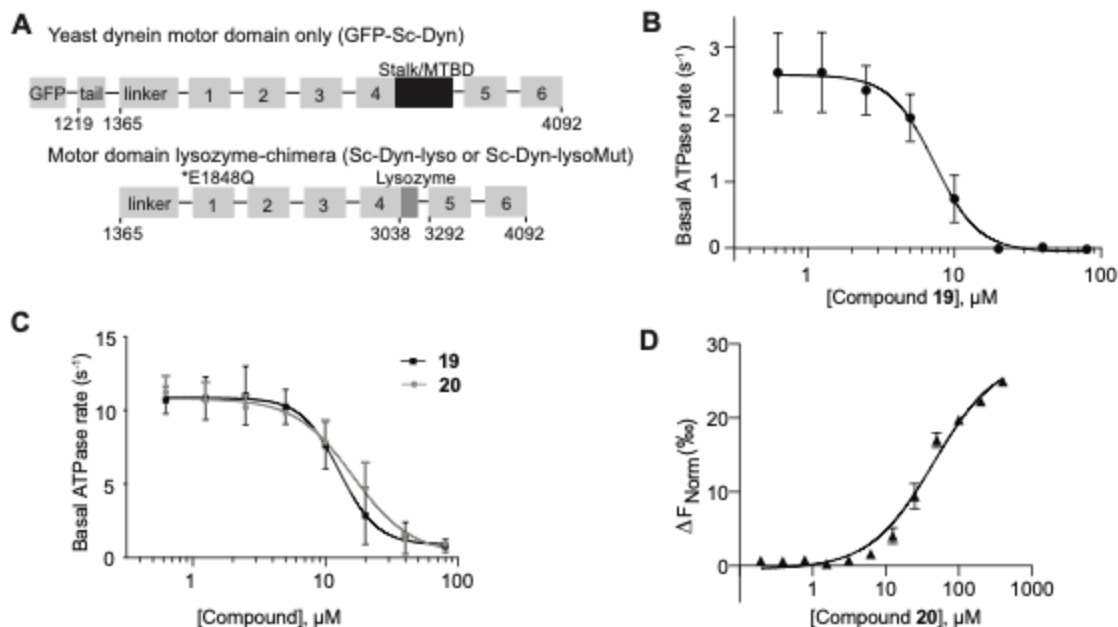 A
Yeast dynein motor domain only (GFP-Sc-Dyn)
Stalk/MTBD
GFP tail linker 1 2 3 4 5 6
1219 1365 4092
Motor domain lysozyme-chimera (Sc-Dyn-lyso or Sc-Dyn-lysoMut)
*E1848Q Lysozyme
linker 1 2 3 4 5 6
1365 3038 3292 4092
B
Basal ATPase rate (s⁻¹)
3
2
1
0
1 10 100
[Compound 19], µM
C
Basal ATPase rate (s⁻¹)
15
10
5
0
19
20
1 10 100
[Compound], µM
D
ΔF Norm (‰)
30
20
10
0
1 10 100 1000
[Compound 20], µM